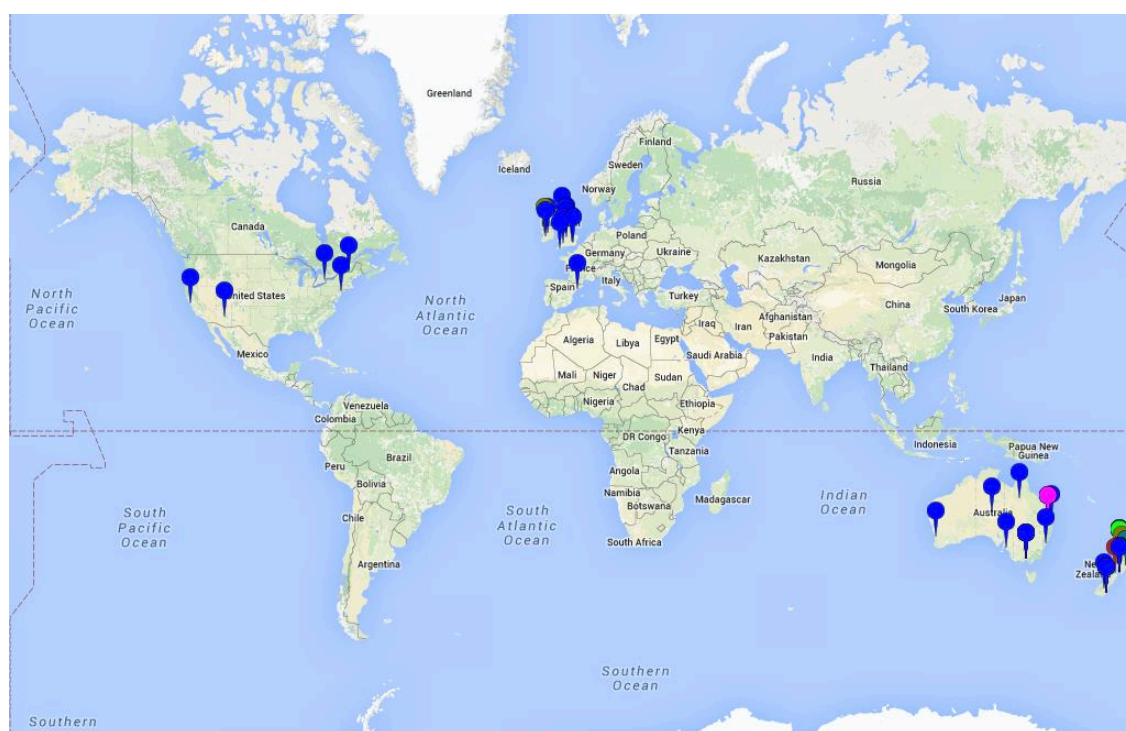 Greenland
Iceland
Finland
Sweden
Norway
Russia
Canada
Poland
Germany
Ukraine
Kazakhstan
Mongolia
France
Italy
Spain
Turkey
United States
North
Pacific
Ocean
North
Atlantic
Ocean
China
Japan
South Korea
Afghanistan
Iraq
Iran
Pakistan
Algeria
Libya
Egypt
Saudi Arabia
India
Mexico
Mali
Niger
Chad
Sudan
Thailand
Nigeria
Ethiopia
Venezuela
Colombia
DR Congo
Kenya
Tanzania
Indonesia
Papua New
Guinea
Peru
Brazil
Bolivia
Angola
Namibia
Botswana
Madagascar
Indian
Ocean
Australia
Chile
South
Pacific
Ocean
South
Atlantic
Ocean
South Africa
Argentina
New
Zealand
Southern
Ocean
Southern